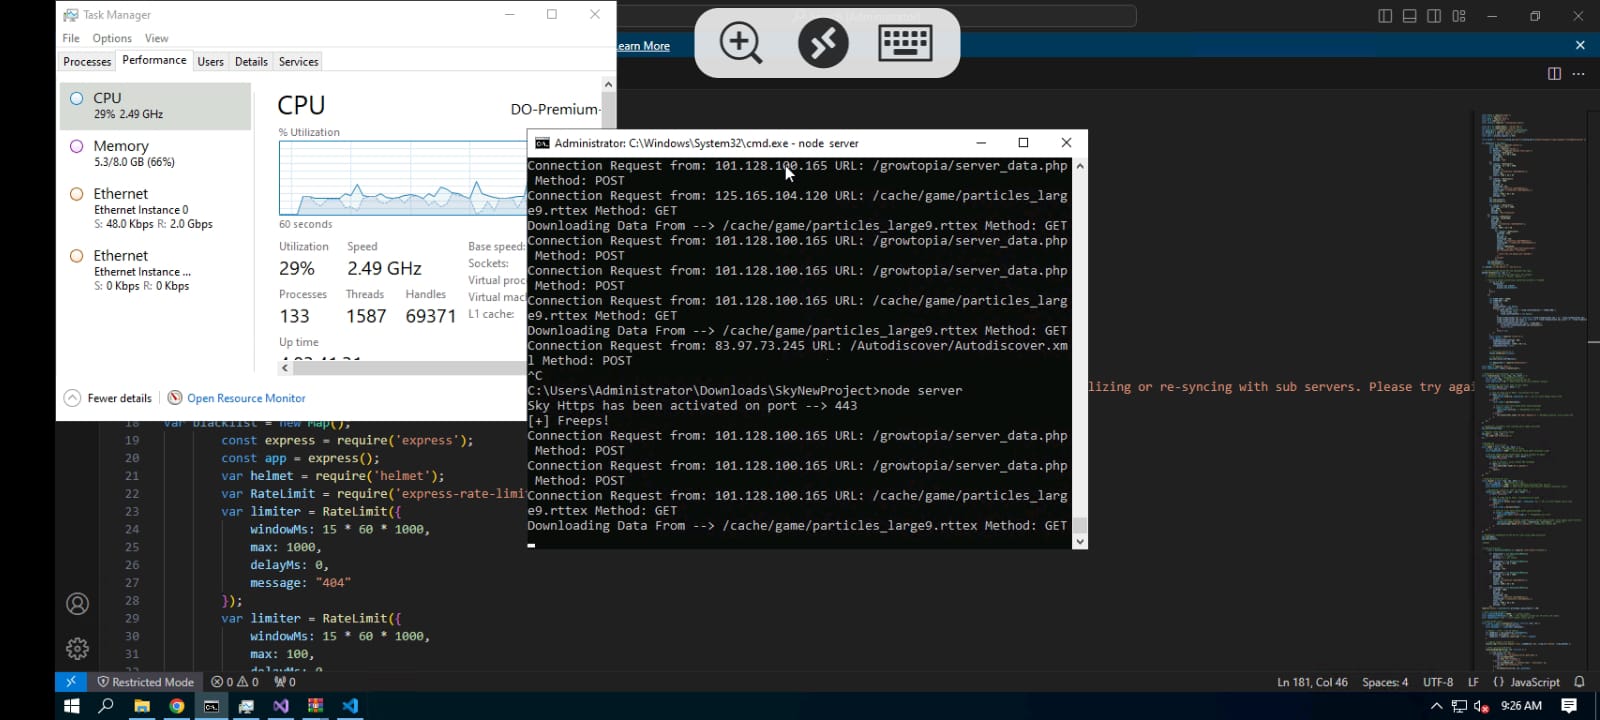 Task Manager
File Options View
Processes Performance Users Details Services
CPU
29% 2.49 GHz
Memory
5.3/8.0 GB (66%)
Ethernet
Ethernet Instance 0
S: 48.0 Kbps R: 2.0 Gbps
Ethernet
Ethernet Instance ...
S: 0 Kbps R: 0 Kbps
CPU DO-Premium-
% Utilization
60 seconds
Utilization Speed Base speed:
29% 2.49 GHz Sockets:
Virtual proc
Processes Threads Handles Virtual mac
133 1587 69371 L1 cache:
Up time
Fewer details Open Resource Monitor
Learn More
Administrator: C:\Windows\System32\cmd.exe - node server
Connection Request from: 101.128.100.165 URL: /growtopia/server_data.php
Method: POST
Connection Request from: 125.165.104.120 URL: /cache/game/particles_larg
e9.rttex Method: GET
Downloading Data From --> /cache/game/particles_large9.rttex Method: GET
Connection Request from: 101.128.100.165 URL: /growtopia/server_data.php
Method: POST
Connection Request from: 101.128.100.165 URL: /growtopia/server_data.php
Method: POST
Connection Request from: 101.128.100.165 URL: /cache/game/particles_larg
e9.rttex Method: GET
Downloading Data From --> /cache/game/particles_large9.rttex Method: GET
Connection Request from: 83.97.73.245 URL: /Autodiscover/Autodiscover.xm
l Method: POST
^C
C:\Users\Administrator\Downloads\SkyNewProject>node server
Sky Https has been activated on port --> 443
[+] Freeps!
Connection Request from: 101.128.100.165 URL: /growtopia/server_data.php
Method: POST
Connection Request from: 101.128.100.165 URL: /growtopia/server_data.php
Method: POST
Connection Request from: 101.128.100.165 URL: /cache/game/particles_larg
e9.rttex Method: GET
Downloading Data From --> /cache/game/particles_large9.rttex Method: GET
lizing or re-syncing with sub servers. Please try agai
18 var blacklist = new Map();
19 const express = require('express');
20 const app = express();
21 var helmet = require('helmet');
22 var RateLimit = require('express-rate-limi
23 var limiter = RateLimit({
24 windowMs: 15 * 60 * 1000,
25 max: 1000,
26 delayMs: 0,
27 message: "404"
28 });
29 var limiter = RateLimit({
30 windowMs: 15 * 60 * 1000,
31 max: 100,
32 delayMs: 0
Restricted Mode 0 0 0 Ln 181, Col 46 Spaces: 4 UTF-8 LF {} JavaScript
9:26 AM